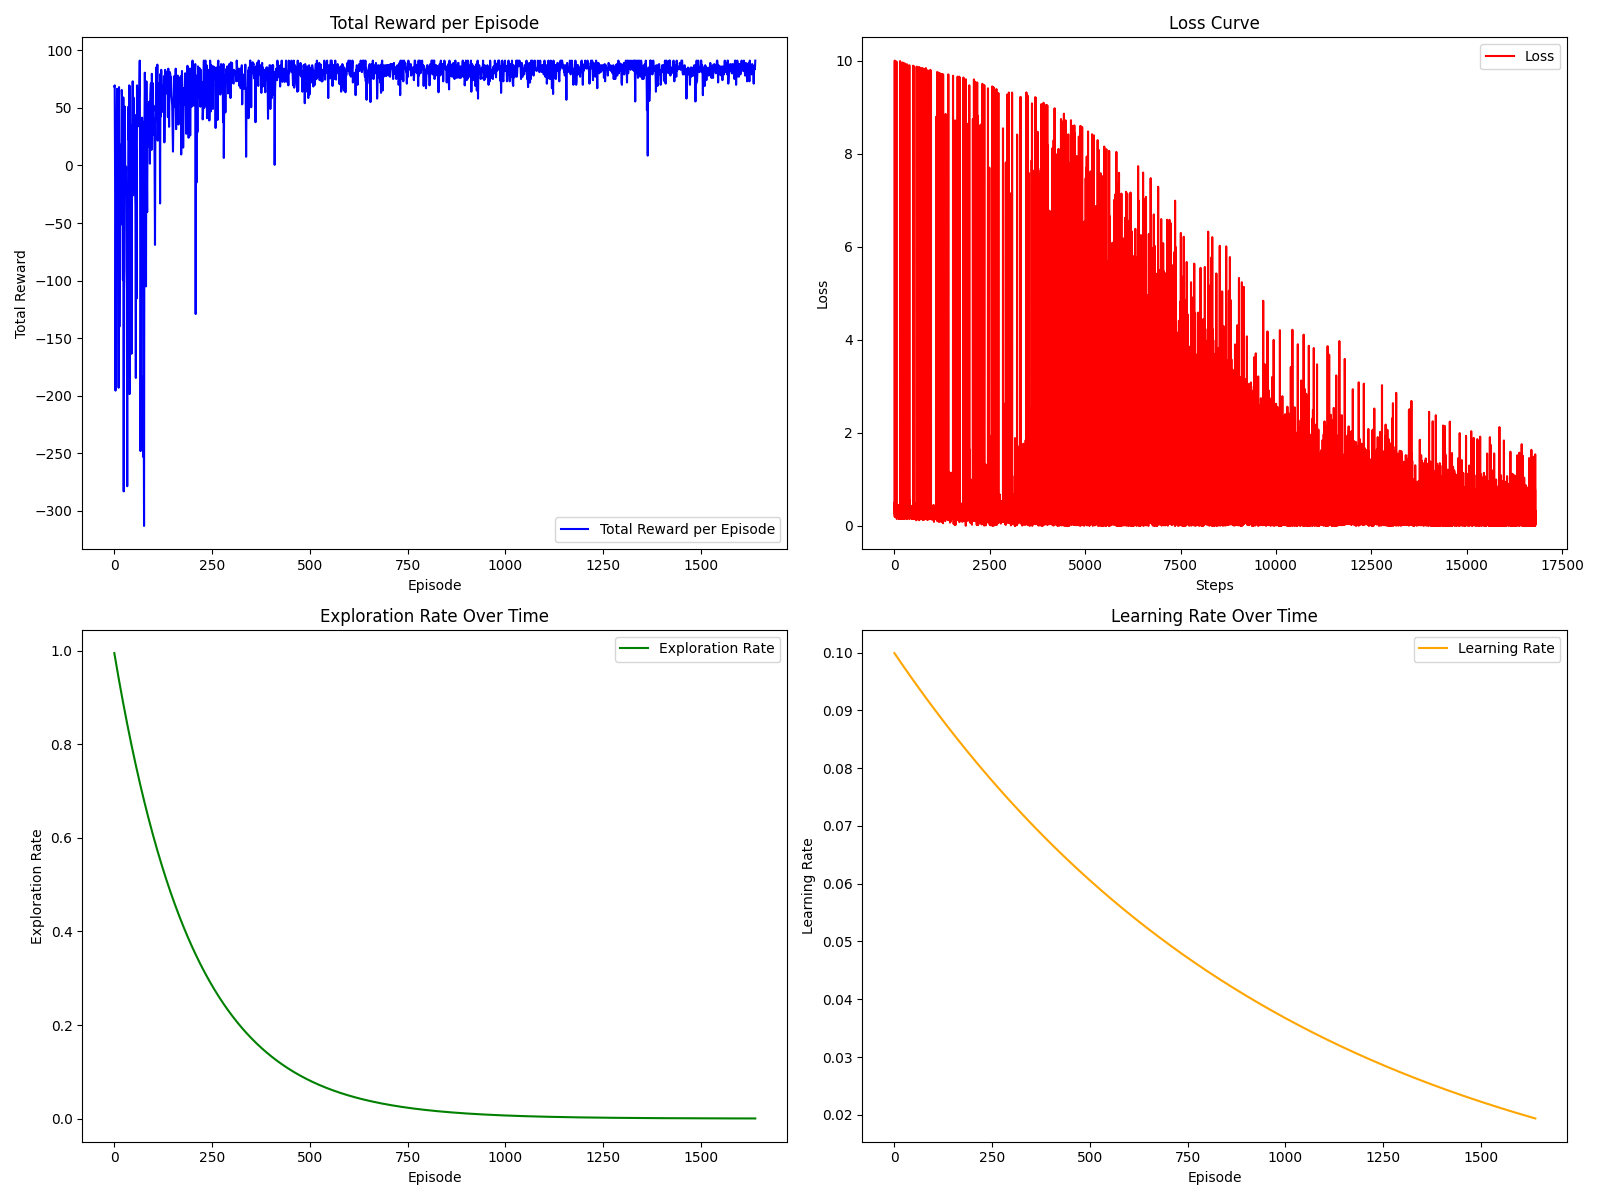 Total Reward per Episode
Total Reward
100
50
0
−50
−100
−150
−200
−250
−300
Total Reward per Episode
0 250 500 750 1000 1250 1500
Episode
Loss Curve
Loss
10
8
6
4
2
0
Loss
0 2500 5000 7500 10000 12500 15000 17500
Steps
Exploration Rate Over Time
Exploration Rate
1.0
0.8
0.6
0.4
0.2
0.0
Exploration Rate
0 250 500 750 1000 1250 1500
Episode
Learning Rate Over Time
Learning Rate
0.10
0.09
0.08
0.07
0.06
0.05
0.04
0.03
0.02
Learning Rate
0 250 500 750 1000 1250 1500
Episode